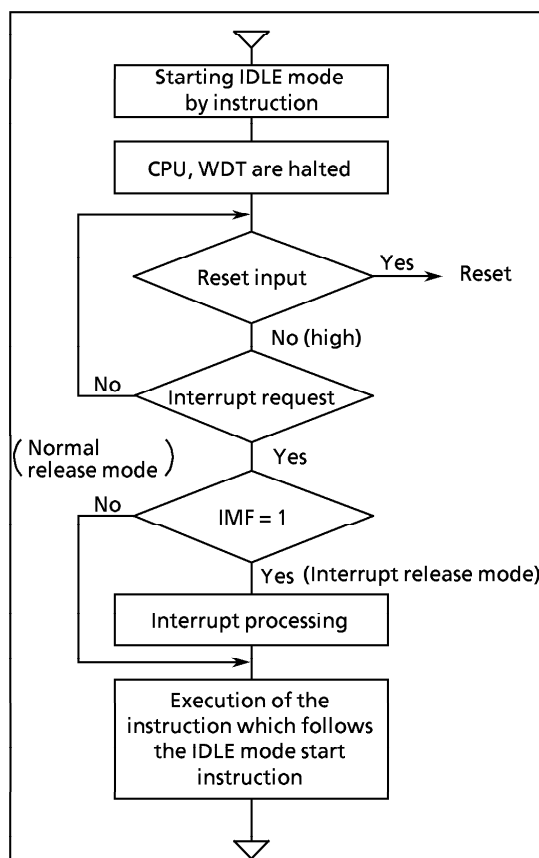 Starting IDLE mode
by instruction
CPU, WDT are halted
Reset input
Yes
Reset
No (high)
No
Interrupt request
(Normal
release mode)
Yes
No
IMF = 1
Yes (Interrupt release mode)
Interrupt processing
Execution of the
instruction which follows
the IDLE mode start
instruction